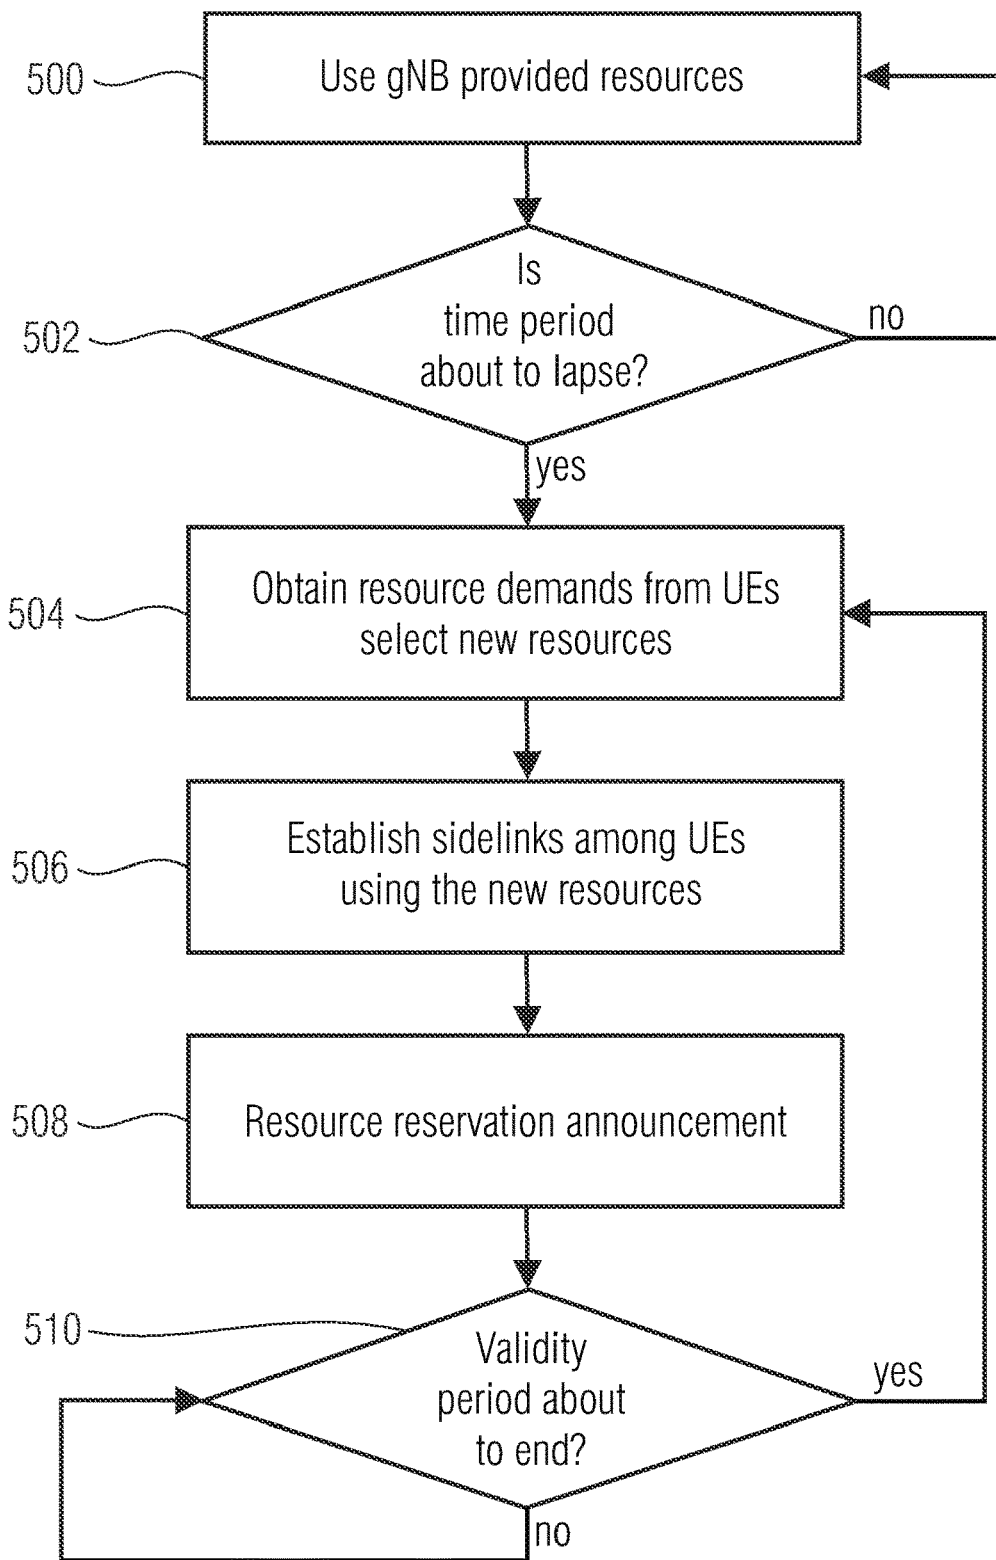 500
Use gNB provided resources
502
Is
time period
about to lapse?
no
yes
504
Obtain resource demands from UEs
select new resources
506
Establish sidelinks among UEs
using the new resources
508
Resource reservation announcement
510
Validity
period about
to end?
yes
no